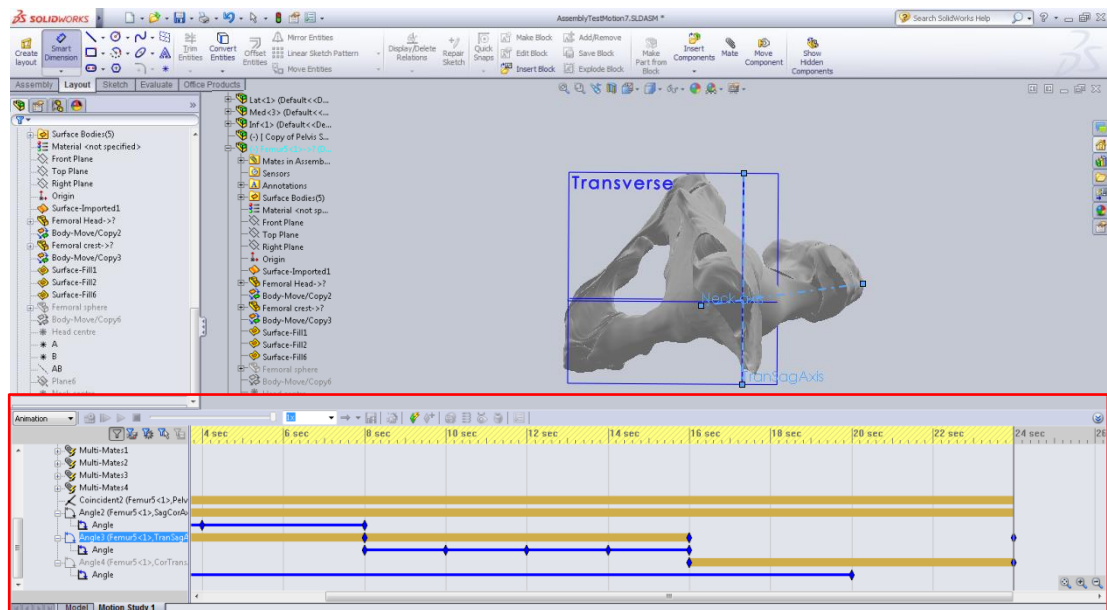 SOLIDWORKS
AssemblyTestMotion7.SLDASM *
Search SolidWorks Help
Create layout
Smart Dimension
Trim Entities
Convert Entities
Offset Entities
Mirror Entities
Linear Sketch Pattern
Move Entities
Display/Delete Relations
Repair Sketch
Quick Snaps
Make Block
Edit Block
Insert Block
Add/Remove
Save Block
Explode Block
Make Part from Block
Insert Components
Mate
Move Component
Show Hidden Components
Assembly Layout Sketch Evaluate Office Products
Surface Bodies(5)
Material <not specified>
Front Plane
Top Plane
Right Plane
Origin
Surface-Imported1
Femoral Head->?
Body-Move/Copy2
Femoral crest->?
Body-Move/Copy3
Surface-Fill1
Surface-Fill2
Surface-Fill6
Femoral sphere
Body-Move/Copy6
Head centre
A
B
AB
Plane6
Lat<1> (Default<<D...
Med<3> (Default<<...
Inf<1> (Default<<De...
(-) [ Copy of Pelvis S...
Mates in Assemb...
Sensors
Annotations
Surface Bodies(5)
Material <not sp...
Front Plane
Top Plane
Right Plane
Origin
Surface-Imported1
Femoral Head->?
Body-Move/Copy2
Femoral crest->?
Body-Move/Copy3
Surface-Fill1
Surface-Fill2
Surface-Fill6
Femoral sphere
Body-Move/Copy6
Transverse
Neck Axis
TranSagAxis
Animation
1x
4 sec 6 sec 8 sec 10 sec 12 sec 14 sec 16 sec 18 sec 20 sec 22 sec 24 sec 26
Multi-Mates1
Multi-Mates2
Multi-Mates3
Multi-Mates4
Coincident2 (Femur5<1>,Pelv
Angle2 (Femur5<1>,SagCorA
Angle
Angle3 (Femur5<1>,TranSagA
Angle
Angle4 (Femur5<1>,CorTrans
Angle
Model Motion Study 1